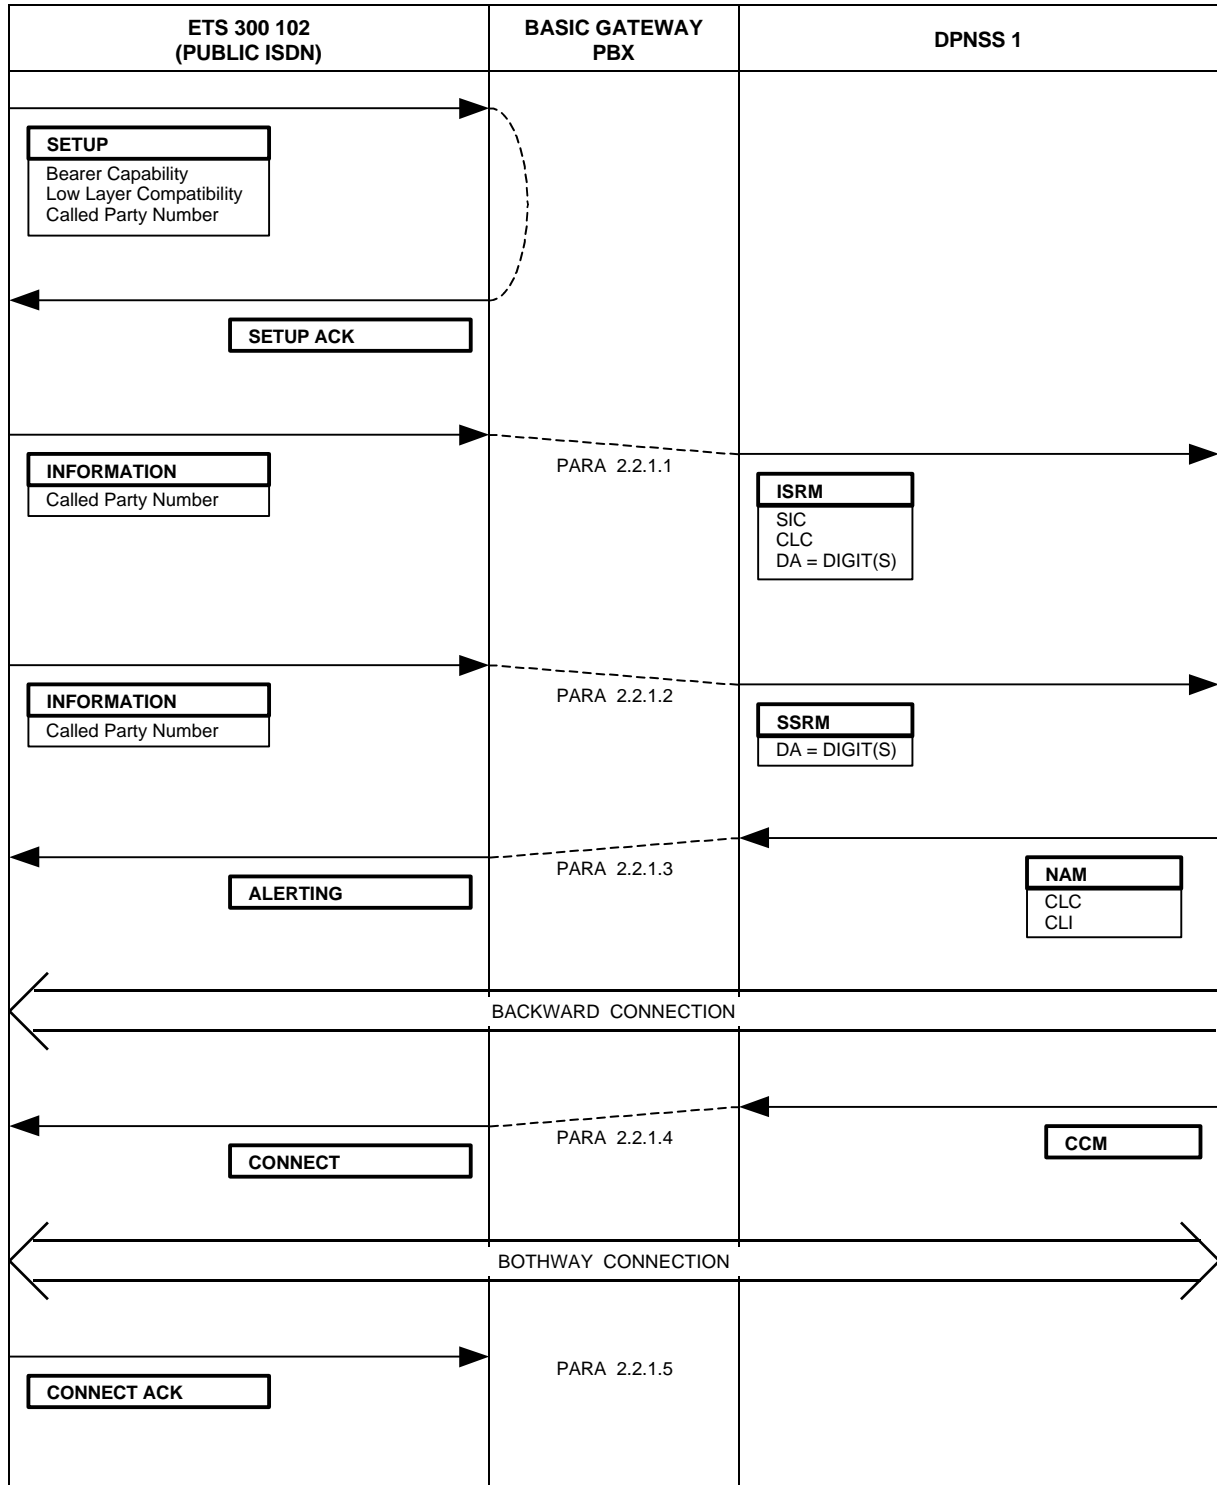 ETS 300 102
(PUBLIC ISDN)
BASIC GATEWAY
PBX
DPNSS 1
SETUP
Bearer Capability
Low Layer Compatibility
Called Party Number
SETUP ACK
INFORMATION
Called Party Number
PARA 2.2.1.1
ISRM
SIC
CLC
DA = DIGIT(S)
INFORMATION
Called Party Number
PARA 2.2.1.2
SSRM
DA = DIGIT(S)
ALERTING
PARA 2.2.1.3
NAM
CLC
CLI
BACKWARD CONNECTION
CONNECT
PARA 2.2.1.4
CCM
BOTHWAY CONNECTION
CONNECT ACK
PARA 2.2.1.5